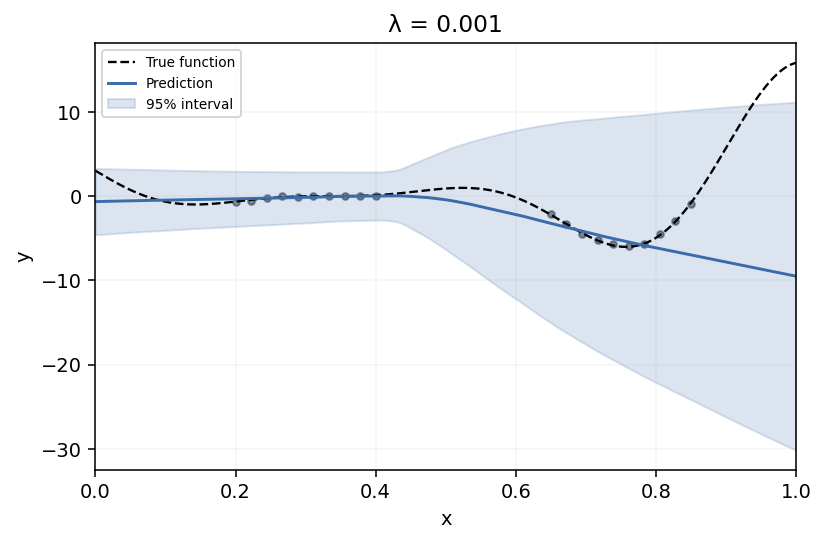 λ = 0.001
True function
Prediction
95% interval
y
10
0
−10
−20
−30
0.0 0.2 0.4 0.6 0.8 1.0
x